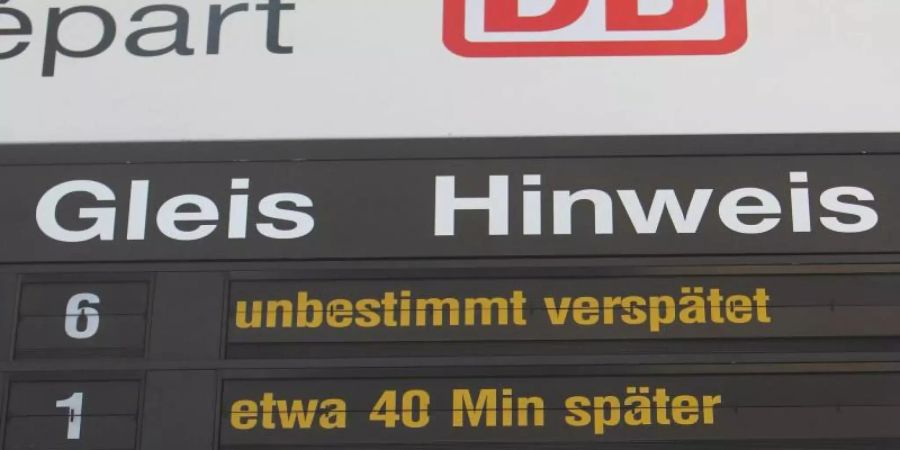 épart DB
Gleis Hinweis
6 unbestimmt verspätet
1 etwa 40 Min später